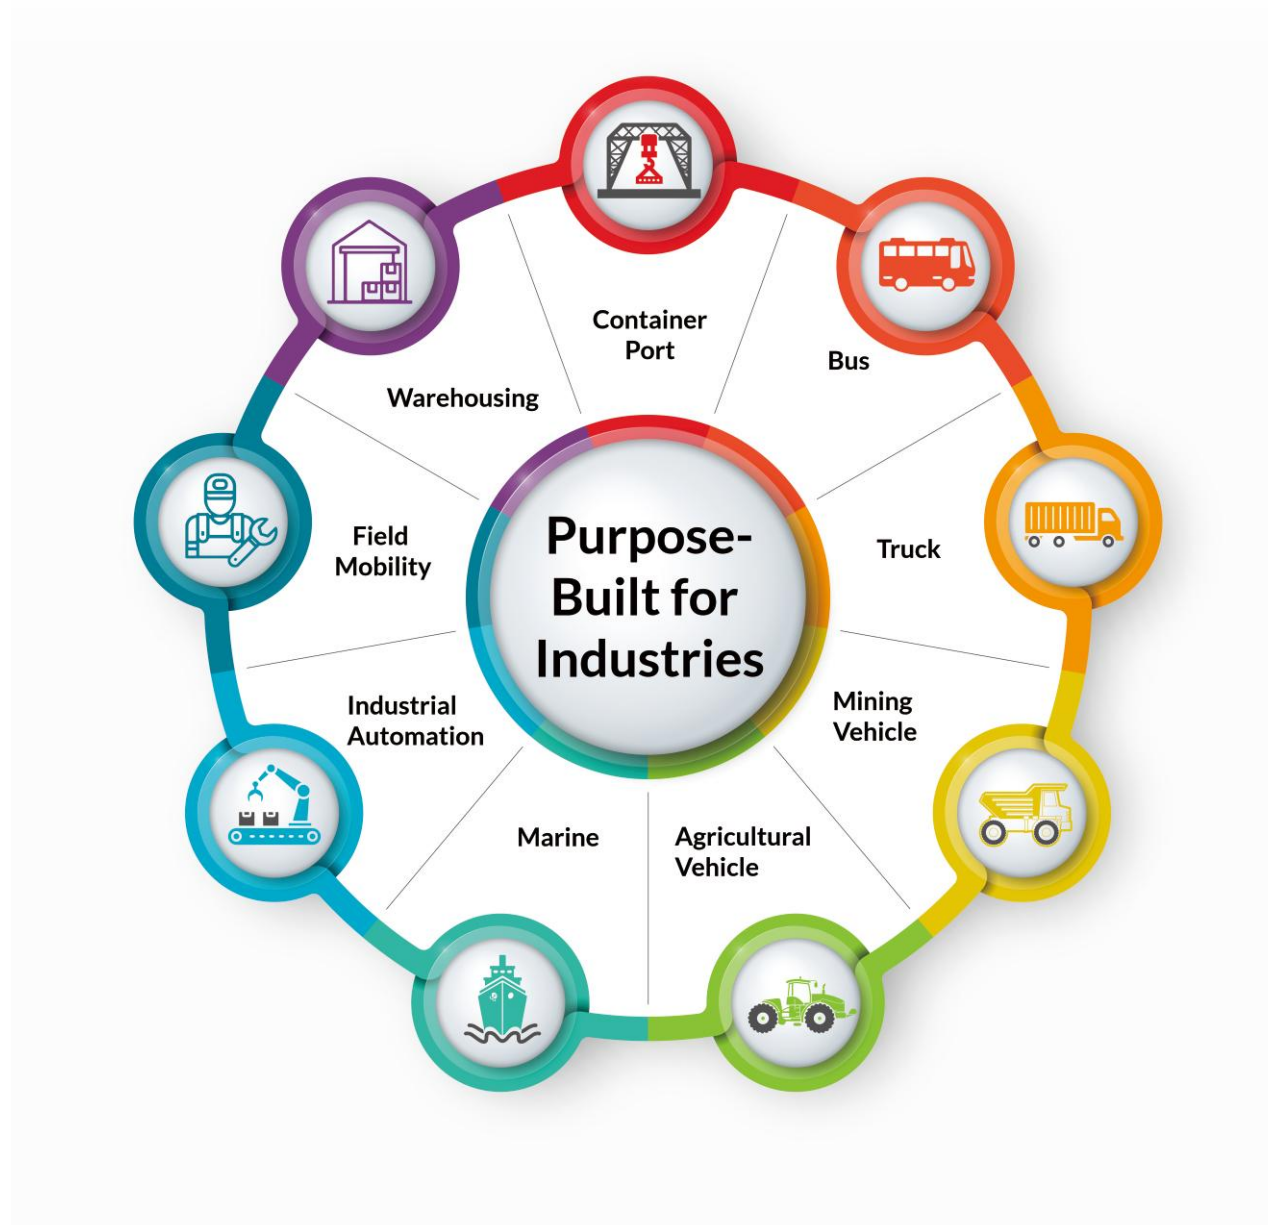 Container
Port
Bus
Truck
Mining
Vehicle
Agricultural
Vehicle
Marine
Industrial
Automation
Field
Mobility
Warehousing
Purpose-
Built for
Industries